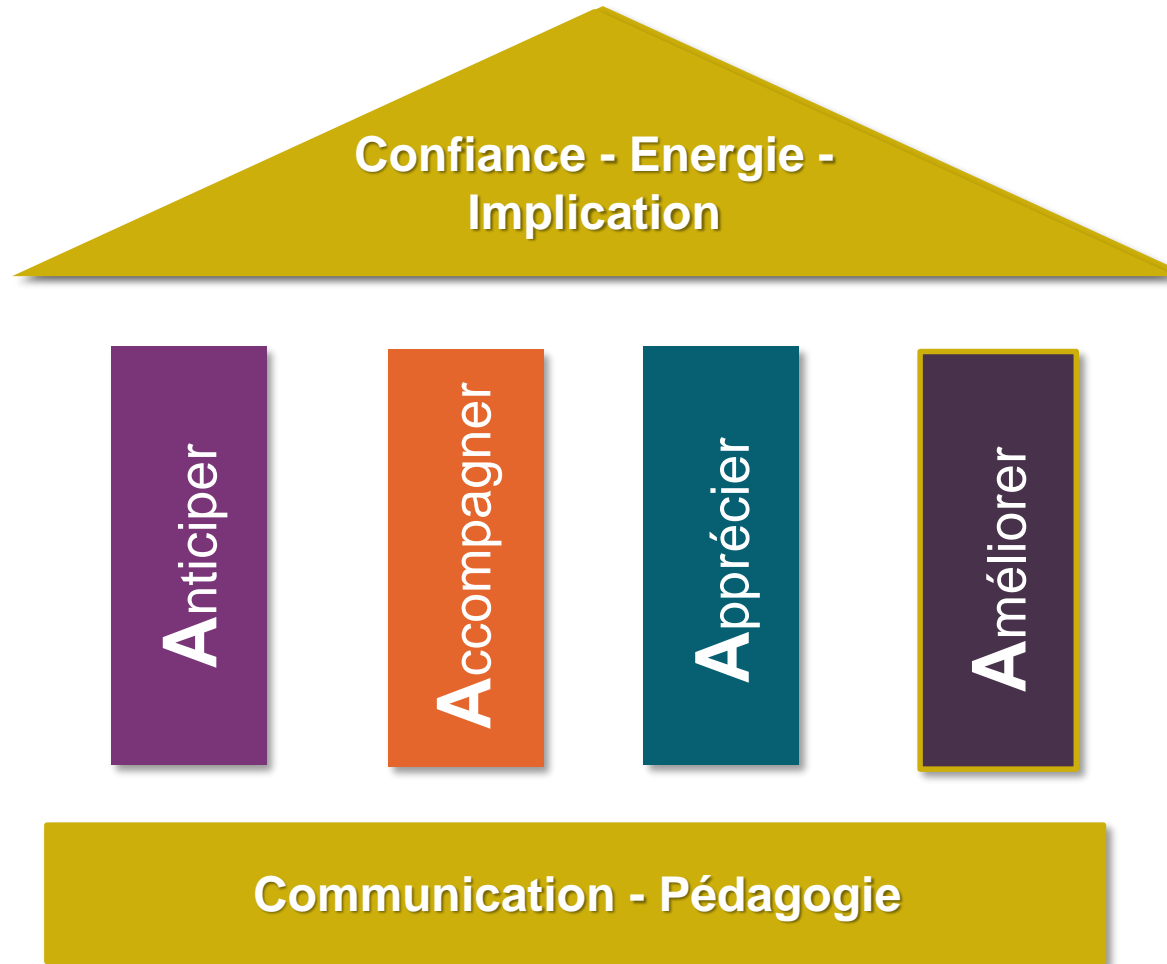 Confiance - Energie -
Implication
Anticiper
Accompagner
Apprécier
Améliorer
Communication - Pédagogie